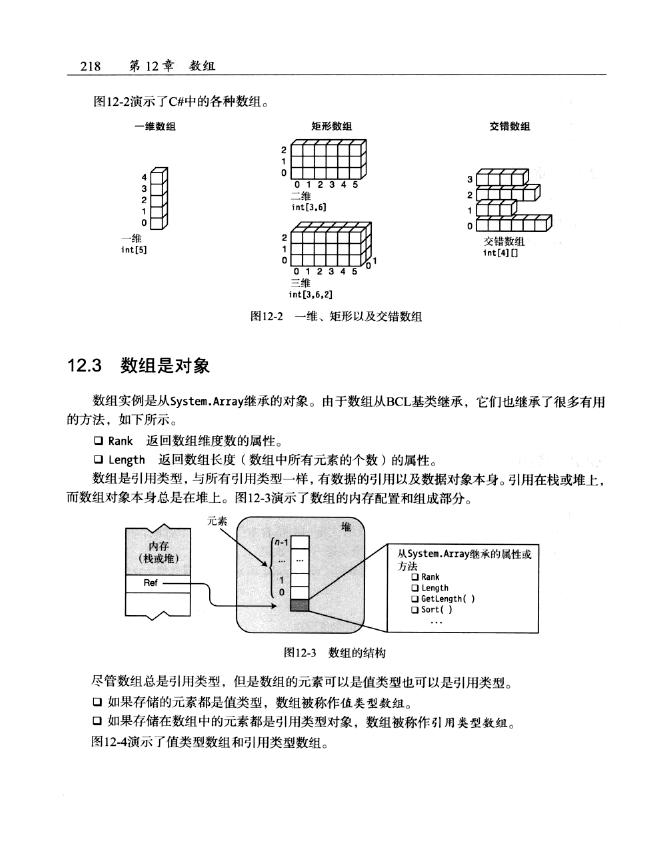 218 第12章 数组
图12-2演示了C#中的各种数组。
一维数组
矩形数组
交错数组
4
3
2
1
0
一维
int[5]
2
1
0
0 1 2 3 4 5
二维
int[3,6]
2
1
0
0 1 2 3 4 5
0
1
三维
int[3,6,2]
3
2
1
0
交错数组
int[4][]
图12-2 一维、矩形以及交错数组
12.3 数组是对象
数组实例是从System.Array继承的对象。由于数组从BCL基类继承，它们也继承了很多有用
的方法，如下所示。
❑ Rank 返回数组维度数的属性。
❑ Length 返回数组长度（数组中所有元素的个数）的属性。
数组是引用类型，与所有引用类型一样，有数据的引用以及数据对象本身。引用在栈或堆上，
而数组对象本身总是在堆上。图12-3演示了数组的内存配置和组成部分。
内存
（栈或堆）
Ref
元素
堆
n-1
... ...
1
0
从System.Array继承的属性或
方法
❑ Rank
❑ Length
❑ GetLength( )
❑ Sort( )
...
图12-3 数组的结构
尽管数组总是引用类型，但是数组的元素可以是值类型也可以是引用类型。
❑ 如果存储的元素都是值类型，数组被称作值类型数组。
❑ 如果存储在数组中的元素都是引用类型对象，数组被称作引用类型数组。
图12-4演示了值类型数组和引用类型数组。